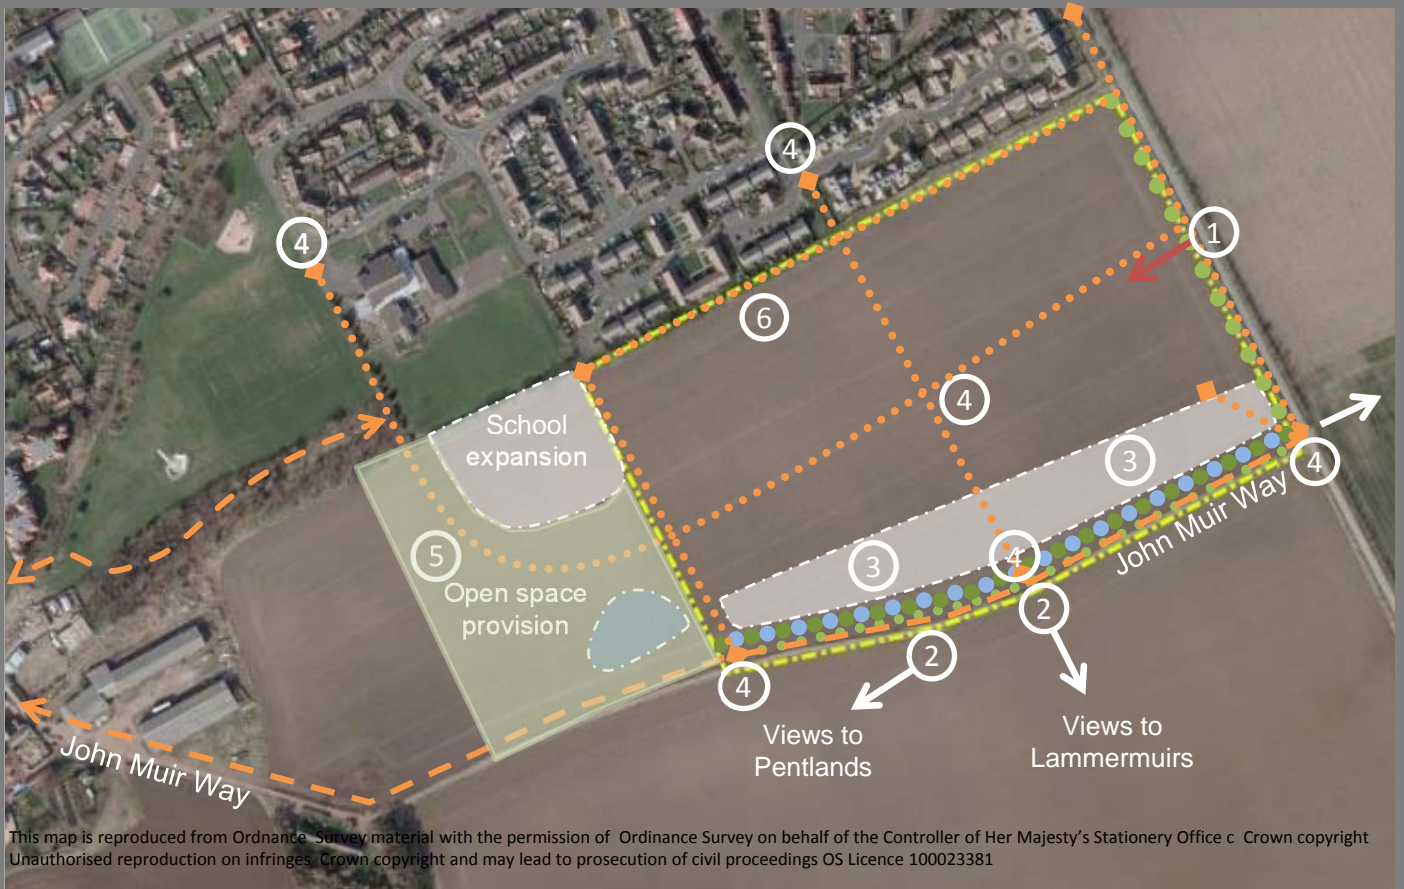 4
4
1
6
4
School
expansion
3
4
John Muir Way
5
3
4
Open space
provision
2
2
4
Views to
Pentlands
Views to
Lammermuirs
John Muir Way
This map is reproduced from Ordnance Survey material with the permission of Ordinance Survey on behalf of the Controller of Her Majesty's Stationery Office c Crown copyright
Unauthorised reproduction on infringes Crown copyright and may lead to prosecution of civil proceedings OS Licence 100023381